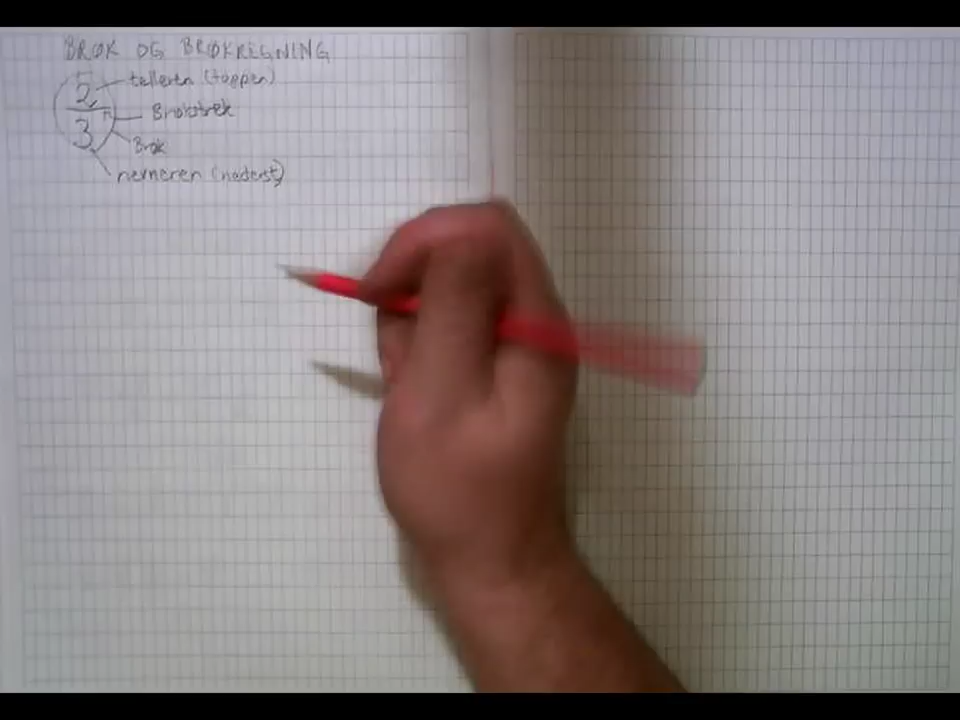 BRØK OG BRØKREGNING
2 telleren (toppen)
Brøkstrek
3
Brøk
nevneren (nederst)